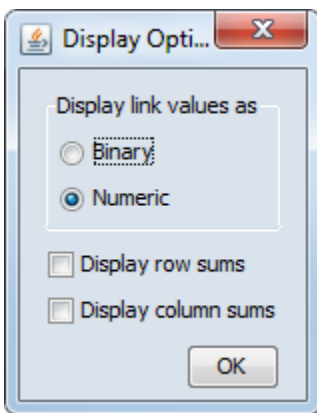 Display Opti...
Display link values as
Binary
Numeric
Display row sums
Display column sums
OK